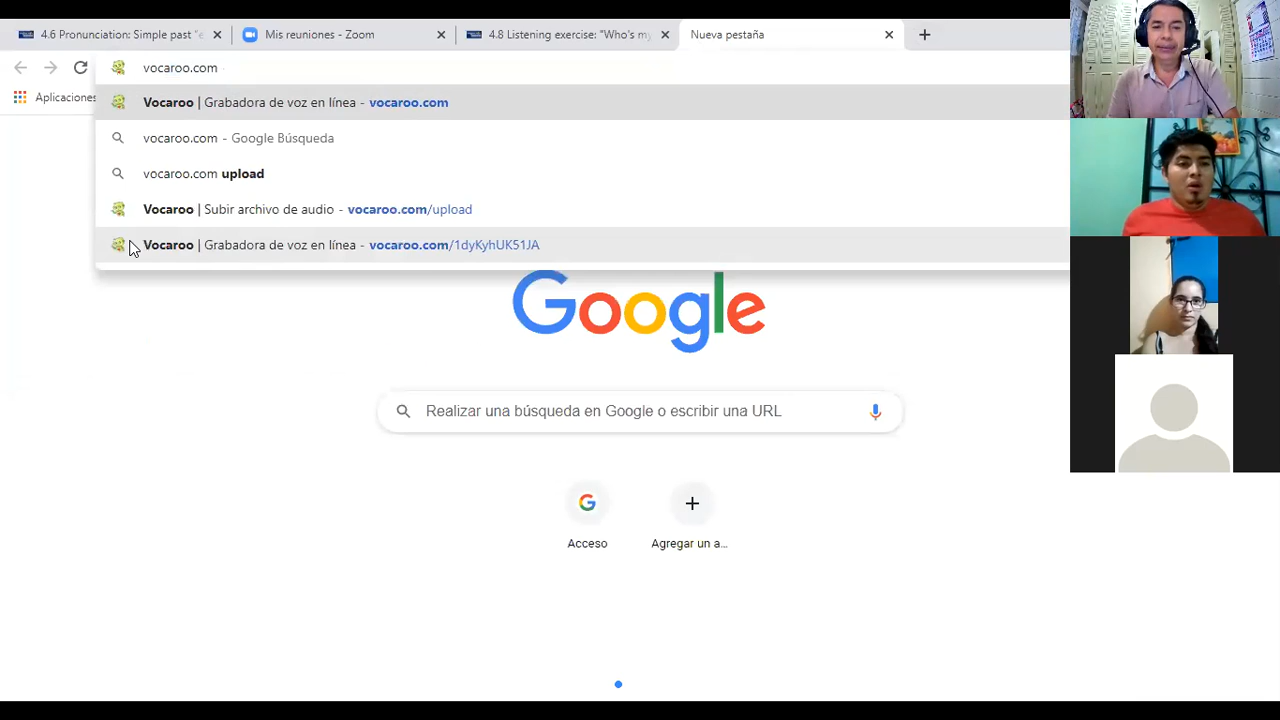 4.6 Pronunciation: Simple past "e
Mis reuniones - Zoom
4.8 Listening exercise: "Who's my
Nueva pestaña
vocaroo.com
Aplicaciones
Vocaroo | Grabadora de voz en línea - vocaroo.com
vocaroo.com - Google Búsqueda
vocaroo.com upload
Vocaroo | Subir archivo de audio - vocaroo.com/upload
Vocaroo | Grabadora de voz en línea - vocaroo.com/1dyKyhUK51JA
Google
Realizar una búsqueda en Google o escribir una URL
Acceso
Agregar un a...